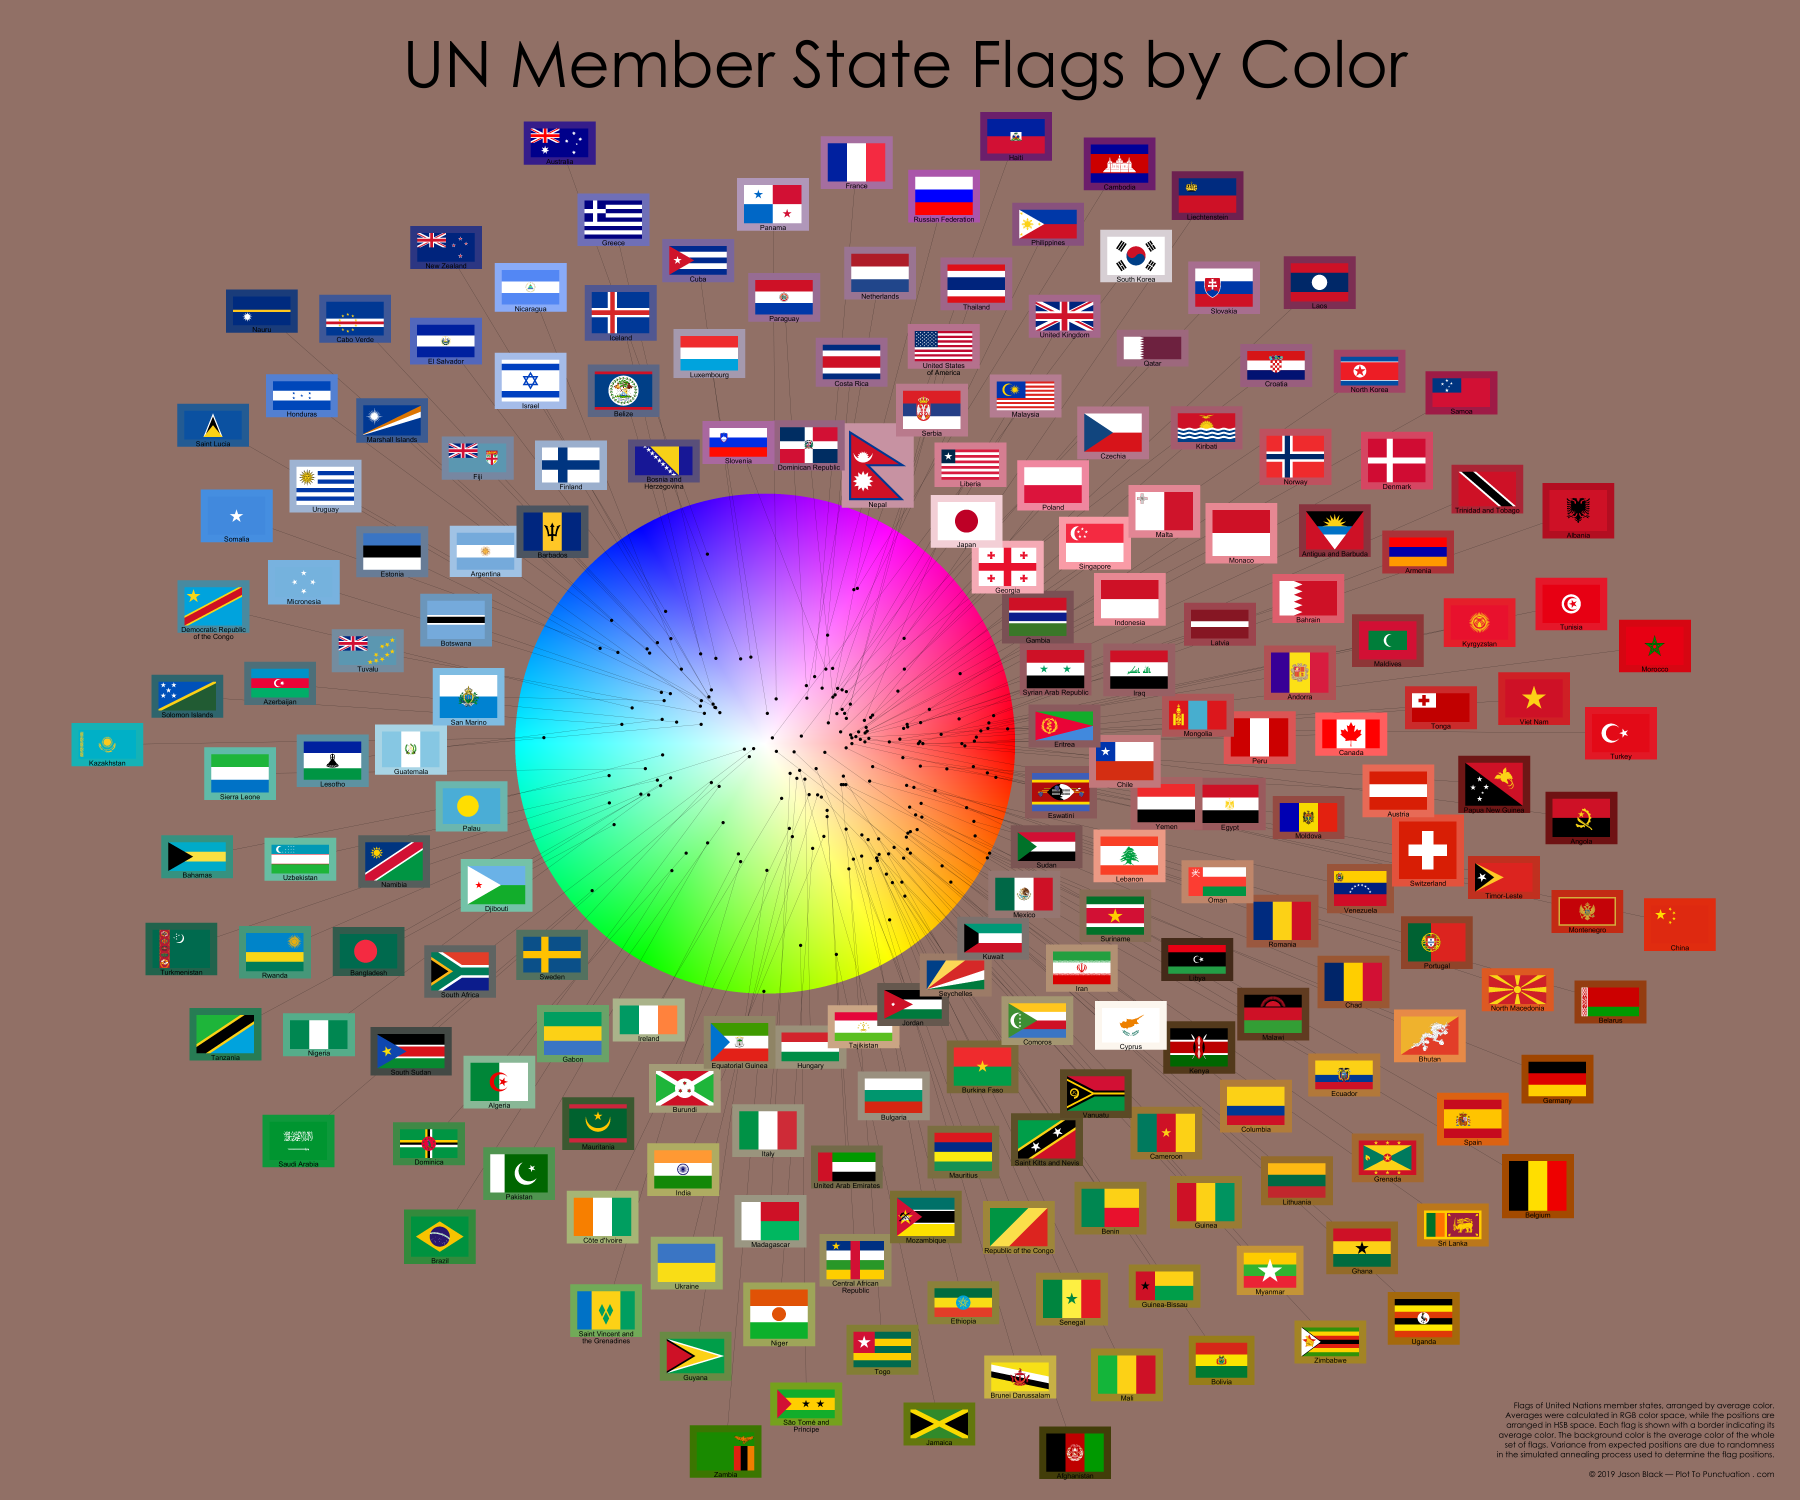 UN Member State Flags by Color
Haiti
Australia
France
Cambodia
Liechtenstein
Russian Federation
Panama
Greece
Philippines
New Zealand
South Korea
Cuba
Nicaragua
Netherlands
Thailand
Slovakia
Laos
Paraguay
Nauru
Cabo Verde
Iceland
United Kingdom
El Salvador
Qatar
United States
of America
Luxembourg
Costa Rica
Croatia
North Korea
Israel
Belize
Honduras
Marshall Islands
Malaysia
Samoa
Saint Lucia
Serbia
Kiribati
Czechia
Slovenia
Dominican Republic
Fiji
Finland
Bosnia and
Herzegovina
Liberia
Norway
Denmark
Nepal
Poland
Uruguay
Trinidad and Tobago
Somalia
Barbados
Japan
Malta
Albania
Monaco
Antigua and Barbuda
Singapore
Armenia
Estonia
Argentina
Georgia
Micronesia
Indonesia
Bahrain
Democratic Republic
of the Congo
Botswana
Gambia
Latvia
Kyrgyzstan
Tunisia
Maldives
Tuvalu
Morocco
Syrian Arab Republic
Iraq
Andorra
Azerbaijan
Solomon Islands
San Marino
Tonga
Viet Nam
Eritrea
Mongolia
Peru
Canada
Turkey
Kazakhstan
Guatemala
Lesotho
Sierra Leone
Chile
Eswatini
Austria
Papua New Guinea
Palau
Yemen
Egypt
Moldova
Angola
Sudan
Bahamas
Uzbekistan
Namibia
Lebanon
Switzerland
Djibouti
Oman
Venezuela
Timor-Leste
Mexico
Suriname
Romania
Montenegro
China
Kuwait
Portugal
Turkmenistan
Rwanda
Bangladesh
South Africa
Sweden
Seychelles
Iran
Libya
Chad
North Macedonia
Belarus
Jordan
Tanzania
Nigeria
South Sudan
Gabon
Ireland
Equatorial Guinea
Hungary
Tajikistan
Comoros
Cyprus
Malawi
Kenya
Bhutan
Algeria
Burundi
Burkina Faso
Ecuador
Germany
Bulgaria
Vanuatu
Columbia
Mauritania
Saudi Arabia
Dominica
Italy
Spain
Cameroon
Saint Kitts and Nevis
Mauritius
Pakistan
India
United Arab Emirates
Grenada
Lithuania
Belgium
Brazil
Côte d'Ivoire
Madagascar
Mozambique
Republic of the Congo
Benin
Guinea
Sri Lanka
Ukraine
Central African
Republic
Ghana
Myanmar
Saint Vincent and
the Grenadines
Niger
Ethiopia
Senegal
Guinea-Bissau
Uganda
Guyana
Togo
Zimbabwe
Bolivia
Brunei Darussalam
Mali
São Tomé and
Príncipe
Jamaica
Zambia
Afghanistan
Flags of United Nations member states, arranged by average color.
Averages were calculated in RGB color space, while the positions are
arranged in HSB space. Each flag is shown with a border indicating its
average color. The background color is the average color of the whole
set of flags. Variance from expected positions are due to randomness
in the simulated annealing process used to determine the flag positions.
© 2019 Jason Black — Plot To Punctuation . com